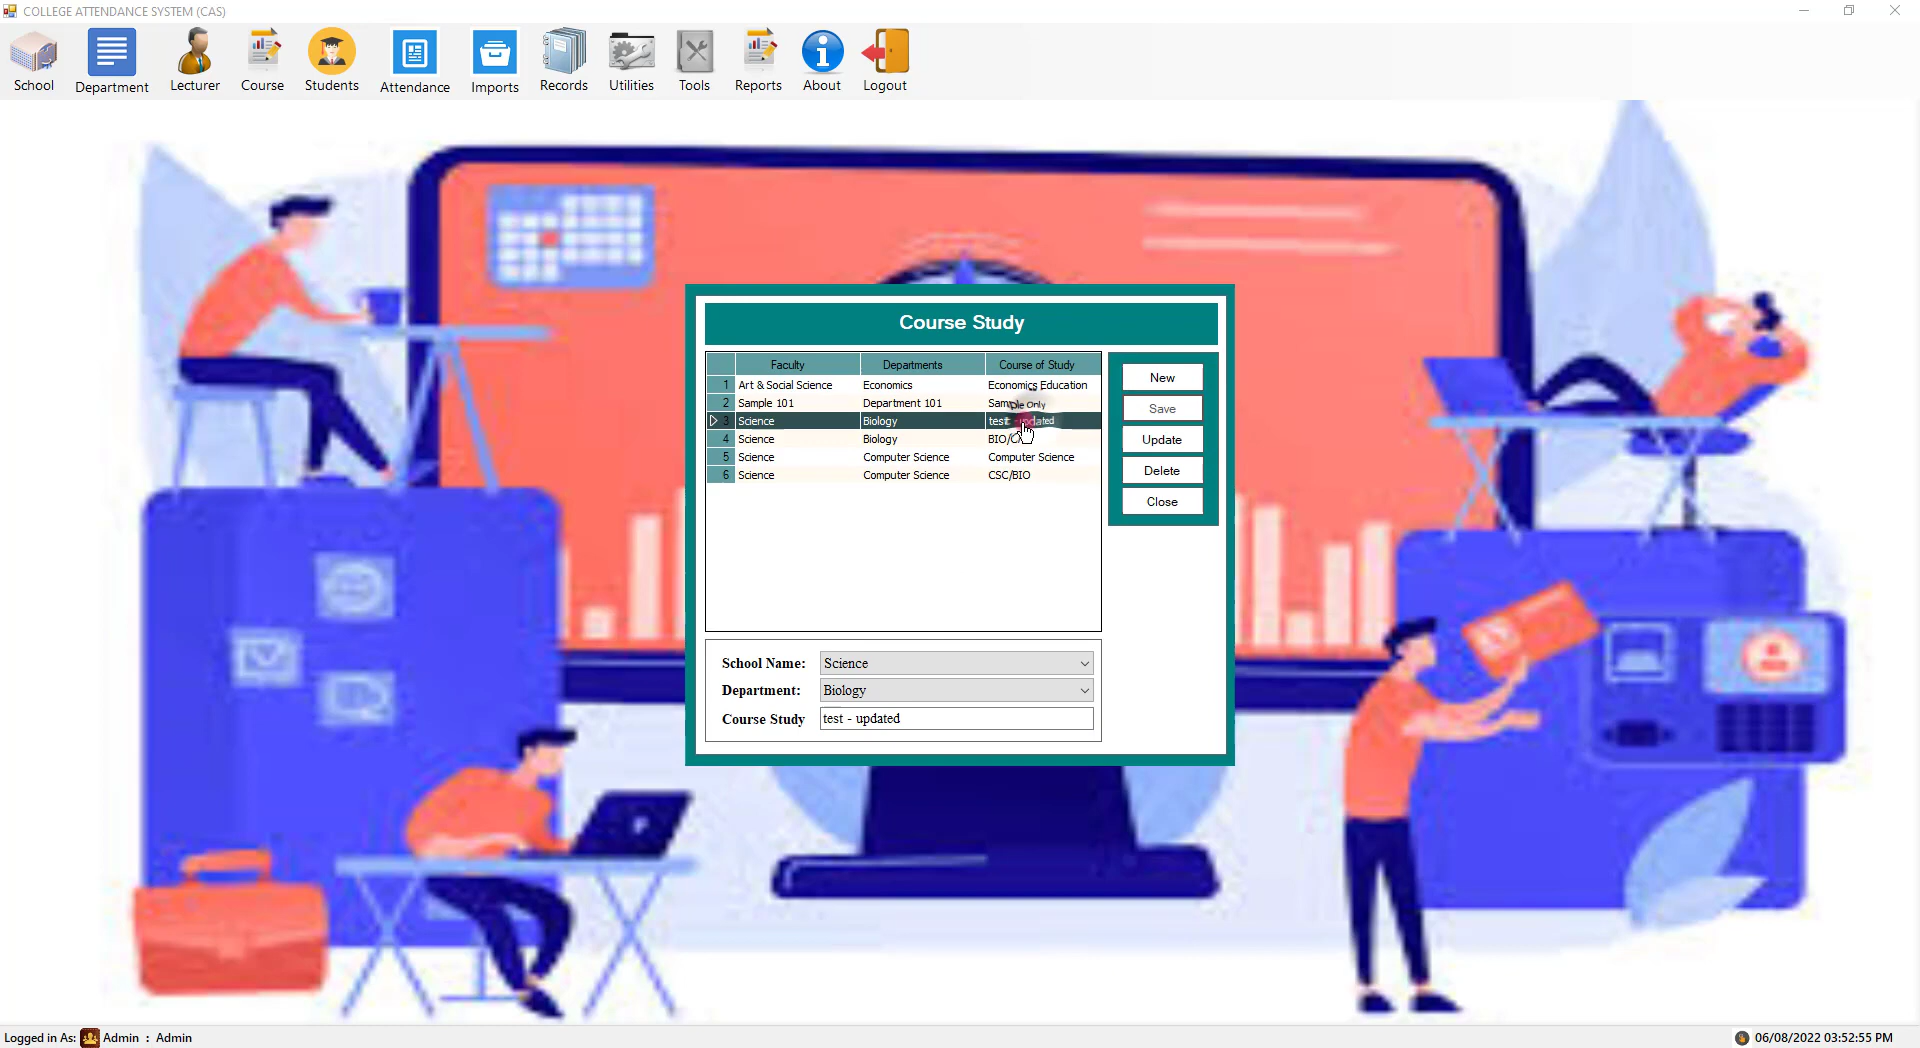 COLLEGE ATTENDANCE SYSTEM (CAS)
School
Department
Lecturer
Course
Students
Attendance
Imports
Records
Utilities
Tools
Reports
About
Logout
Course Study
Faculty Departments Course of Study
1 Art & Social Science Economics Economics Education
2 Sample 101 Department 101
3 Science Biology test - updated
4 Science Biology
5 Science Computer Science Computer Science
6 Science Computer Science CSC/BIO
New
Save
Update
Delete
Close
School Name: Science
Department: Biology
Course Study test - updated
Logged in As: Admin : Admin
06/08/2022 03:52:55 PM